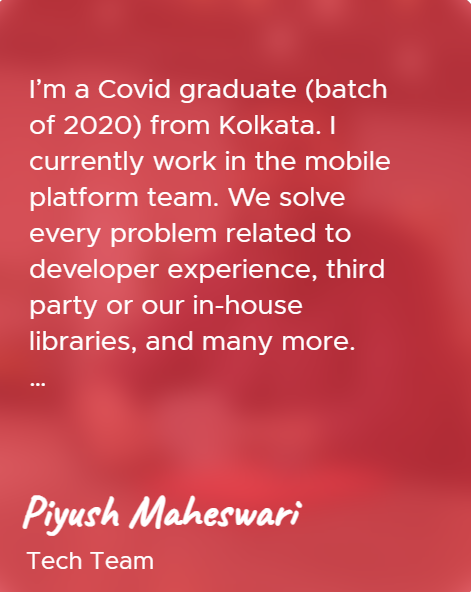 I’m a Covid graduate (batch
of 2020) from Kolkata. I
currently work in the mobile
platform team. We solve
every problem related to
developer experience, third
party or our in-house
libraries, and many more.
...
Piyush Maheswari
Tech Team